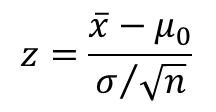 z = (x̄ − μ₀) / (σ/√n)